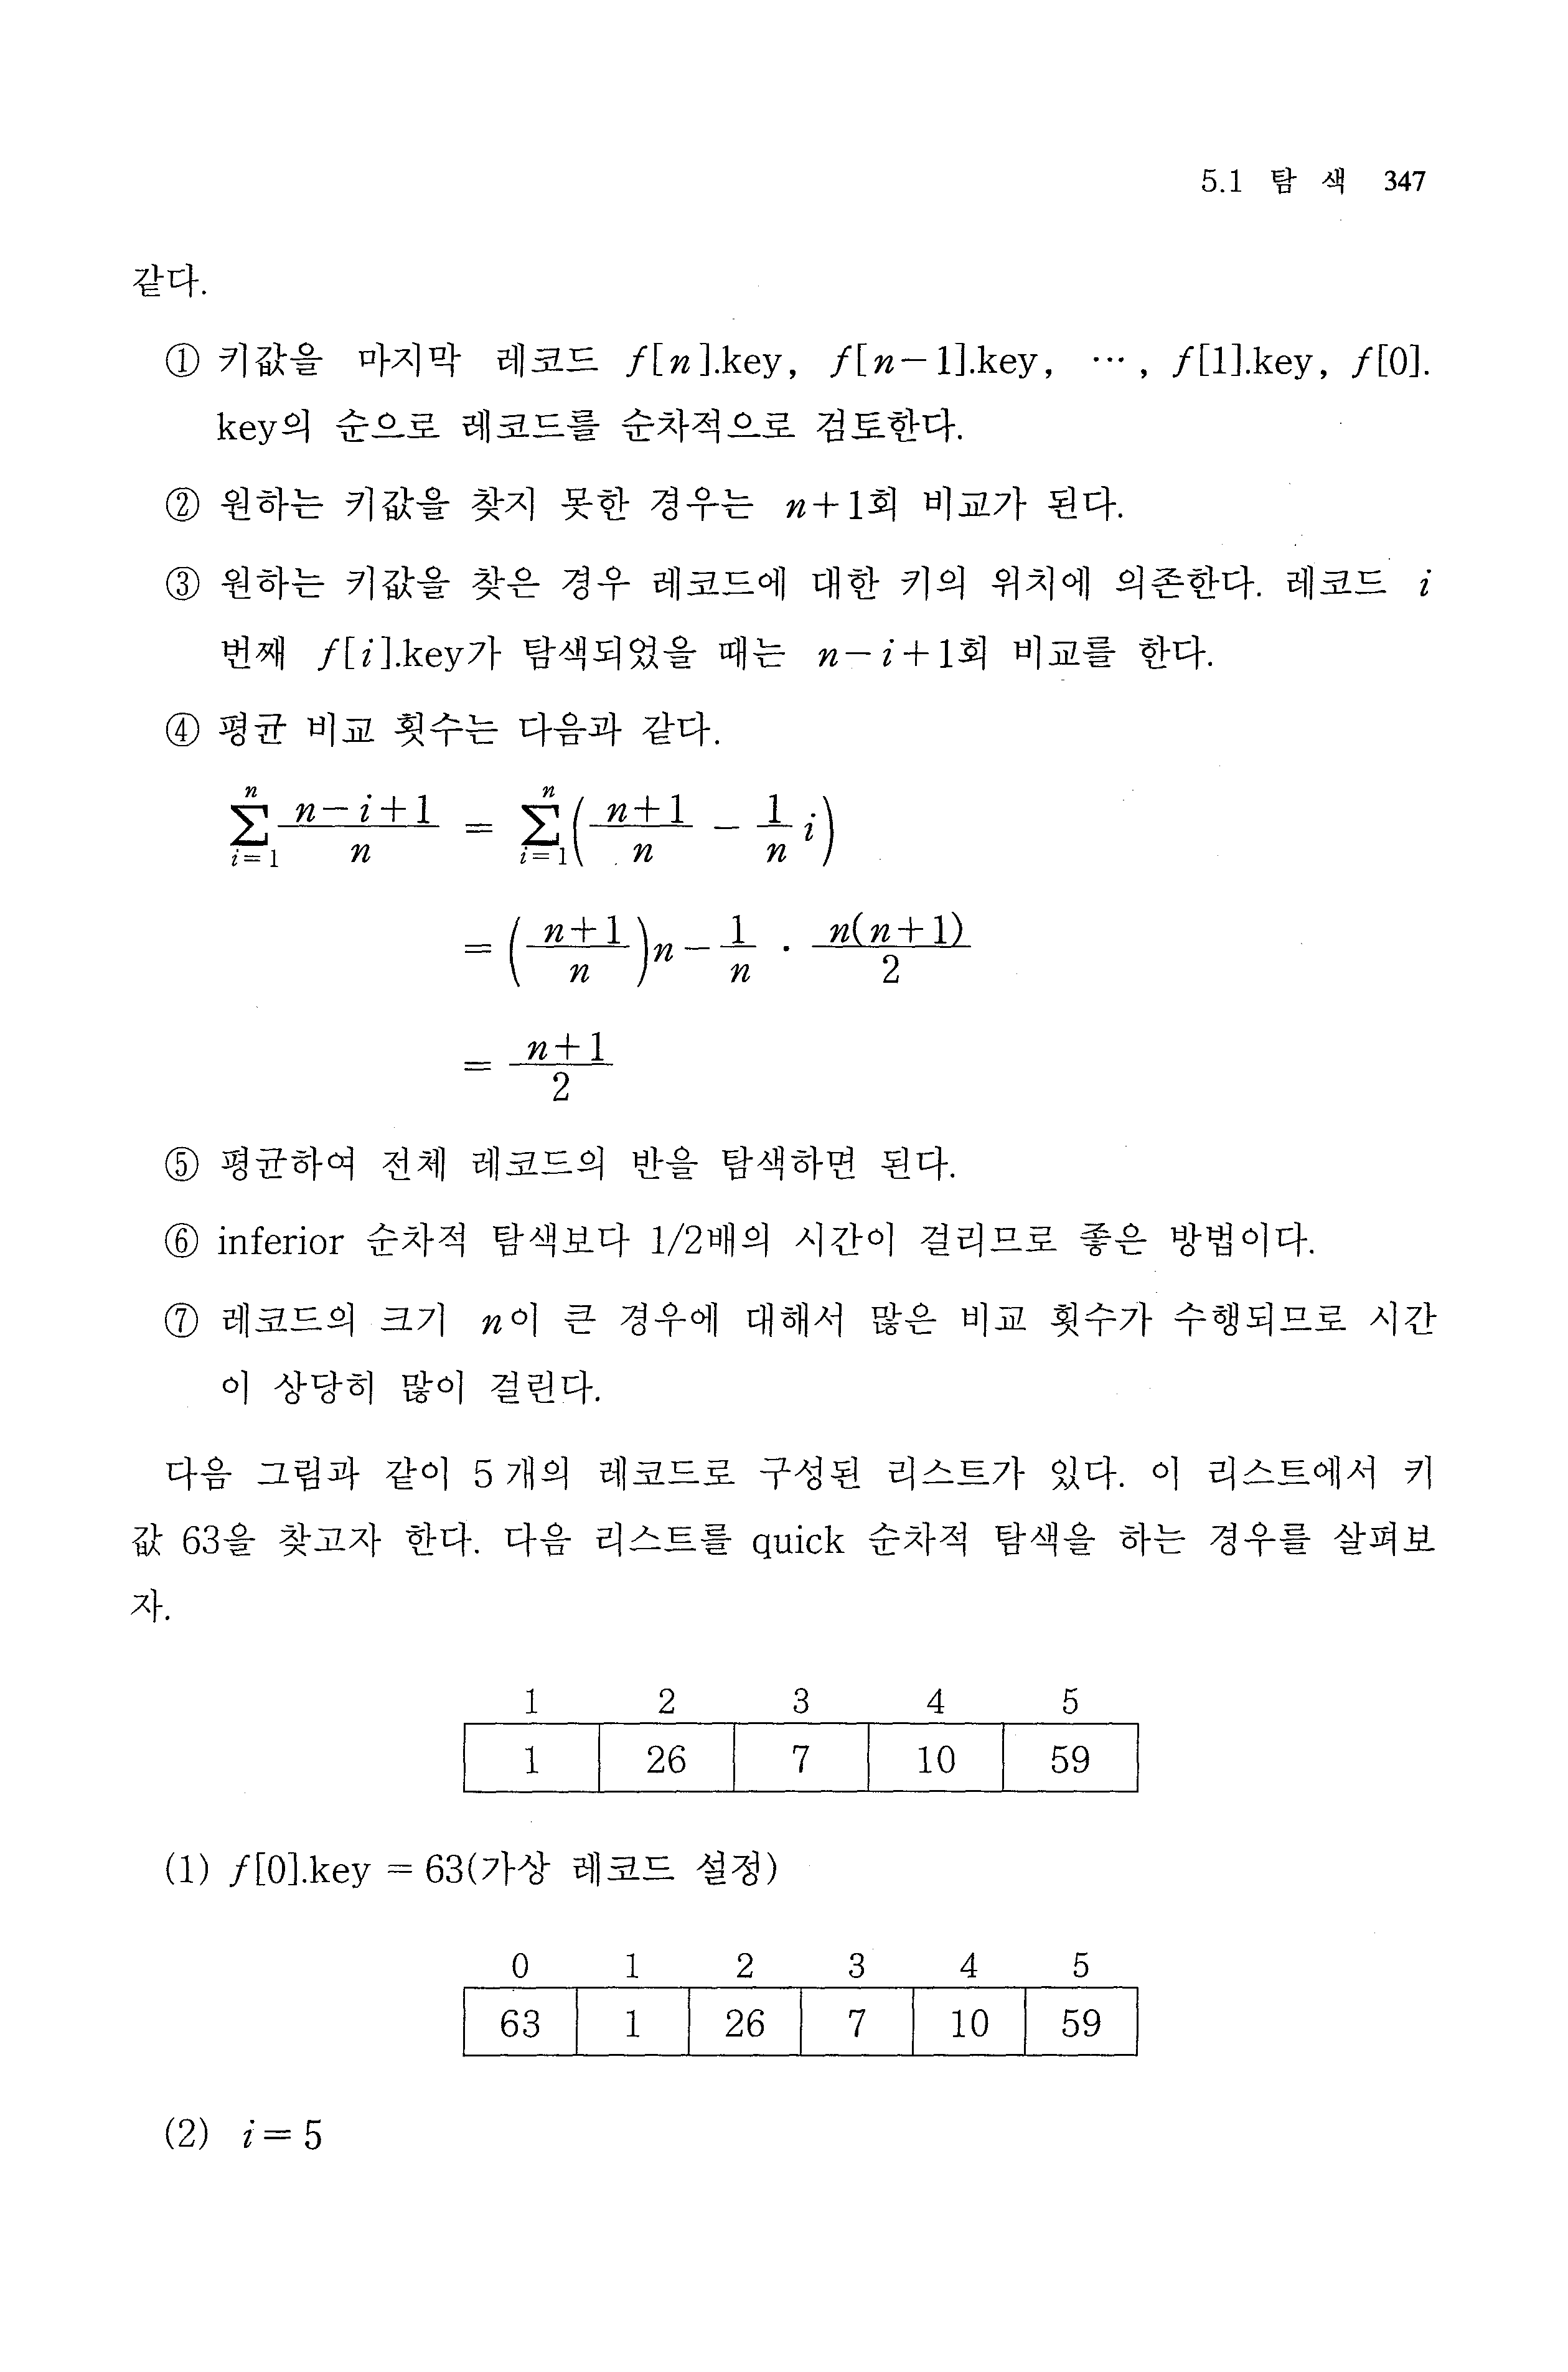 5.1 탐 색 347
같다.
① 키값을 마지막 레코드 f[n].key, f[n−1].key, ⋯, f[1].key, f[0].
key의 순으로 레코드를 순차적으로 검토한다.
② 원하는 키값을 찾지 못한 경우는 n+1회 비교가 된다.
③ 원하는 키값을 찾은 경우 레코드에 대한 키의 위치에 의존한다. 레코드 i
번째 f[i].key가 탐색되었을 때는 n−i+1회 비교를 한다.
④ 평균 비교 횟수는 다음과 같다.
\sum_{i=1}^{n} \frac{n-i+1}{n} = \sum_{i=1}^{n} \left( \frac{n+1}{n} - \frac{1}{n} i \right)
= \left( \frac{n+1}{n} \right) n - \frac{1}{n} \cdot \frac{n(n+1)}{2}
= \frac{n+1}{2}
⑤ 평균하여 전체 레코드의 반을 탐색하면 된다.
⑥ inferior 순차적 탐색보다 1/2배의 시간이 걸리므로 좋은 방법이다.
⑦ 레코드의 크기 n이 큰 경우에 대해서 많은 비교 횟수가 수행되므로 시간
이 상당히 많이 걸린다.
다음 그림과 같이 5개의 레코드로 구성된 리스트가 있다. 이 리스트에서 키
값 63을 찾고자 한다. 다음 리스트를 quick 순차적 탐색을 하는 경우를 살펴보
자.
1 2 3 4 5
1 26 7 10 59
(1) f[0].key = 63(가상 레코드 설정)
0 1 2 3 4 5
63 1 26 7 10 59
(2) i = 5